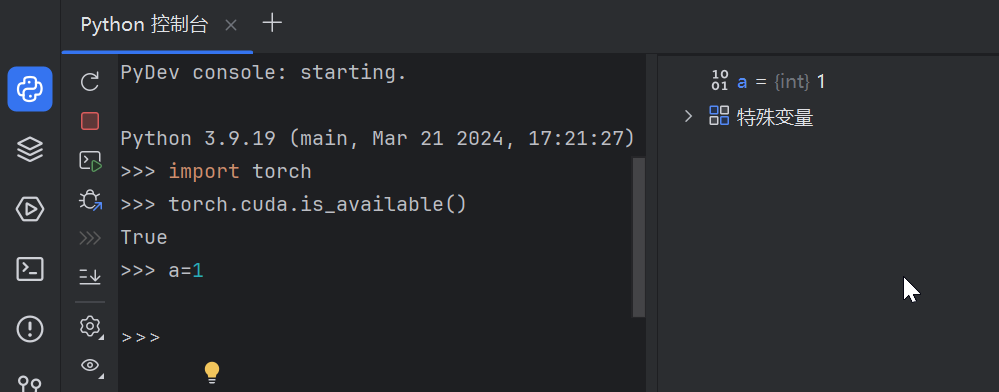 Python 控制台
PyDev console: starting.
Python 3.9.19 (main, Mar 21 2024, 17:21:27)
>>> import torch
>>> torch.cuda.is_available()
True
>>> a=1
>>>
a = {int} 1
特殊变量